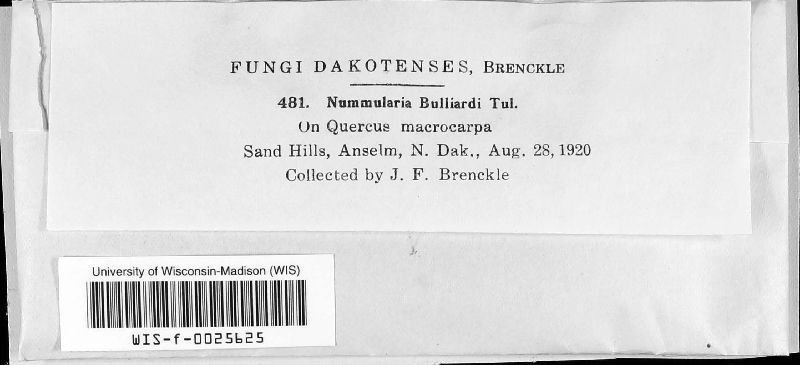 FUNGI DAKOTENSES, BRENCKLE
481. Nummularia Bulliardi Tul.
On Quercus macrocarpa
Sand Hills, Anselm, N. Dak., Aug. 28, 1920
Collected by J. F. Brenckle
University of Wisconsin-Madison (WIS)
WIS-f-0025625